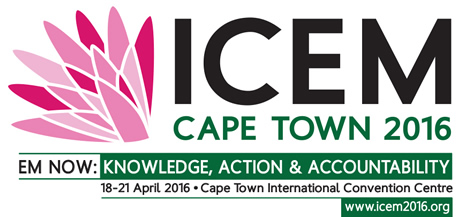 ICEM
CAPE TOWN 2016
EM NOW: KNOWLEDGE, ACTION & ACCOUNTABILITY
18-21 April 2016 • Cape Town International Convention Centre
www.icem2016.org